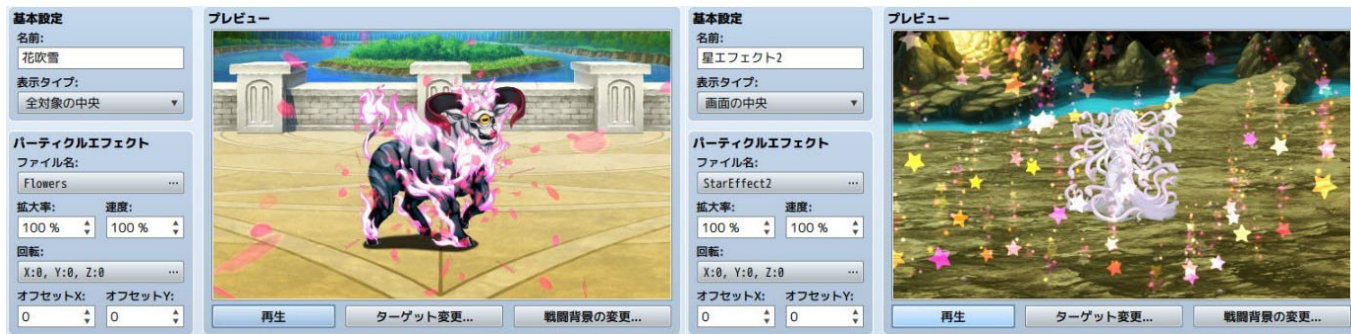 基本設定
名前:
花吹雪
表示タイプ:
全対象の中央
パーティクルエフェクト
ファイル名:
Flowers
拡大率: 速度:
100 % 100 %
回転:
X:0, Y:0, Z:0
オフセットX: オフセットY:
0 0
プレビュー
再生 ターゲット変更... 戦闘背景の変更...
基本設定
名前:
星エフェクト2
表示タイプ:
画面の中央
パーティクルエフェクト
ファイル名:
StarEffect2
拡大率: 速度:
100 % 100 %
回転:
X:0, Y:0, Z:0
オフセットX: オフセットY:
0 0
プレビュー
再生 ターゲット変更... 戦闘背景の変更...